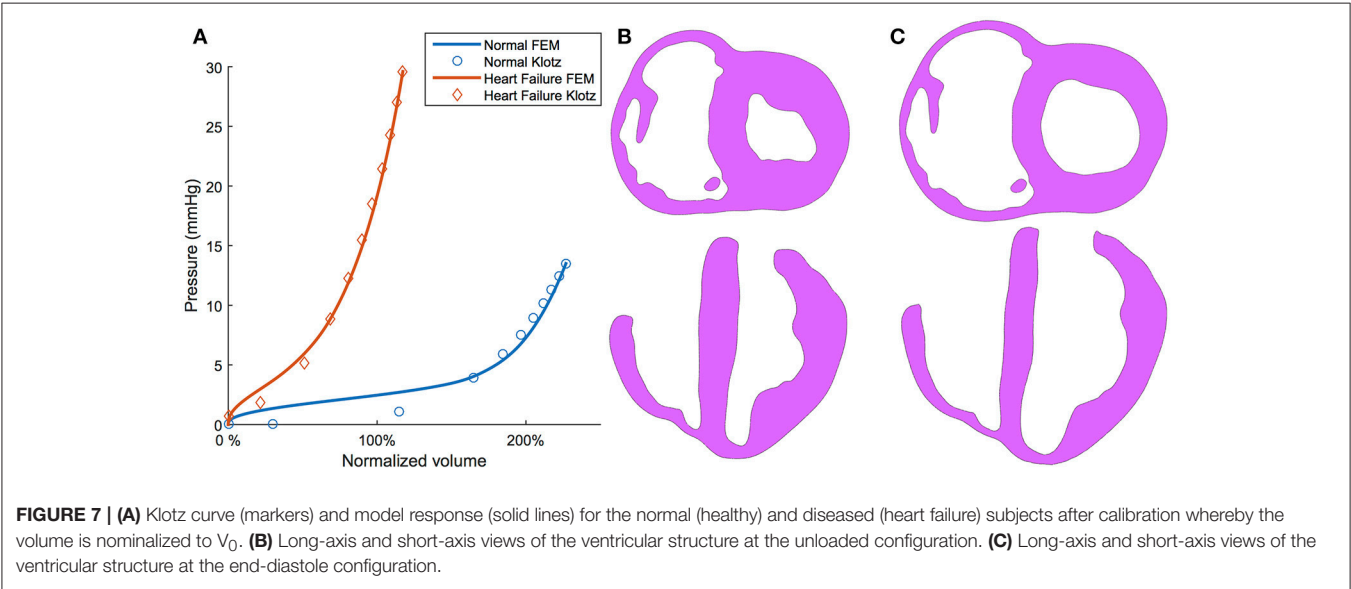 A
B
C
Normal FEM
Normal Klotz
Heart Failure FEM
Heart Failure Klotz
30
25
20
15
10
5
0
Pressure (mmHg)
0 %
100%
200%
Normalized volume
FIGURE 7 | (A) Klotz curve (markers) and model response (solid lines) for the normal (healthy) and diseased (heart failure) subjects after calibration whereby the
volume is nominalized to V₀. (B) Long-axis and short-axis views of the ventricular structure at the unloaded configuration. (C) Long-axis and short-axis views of the
ventricular structure at the end-diastole configuration.